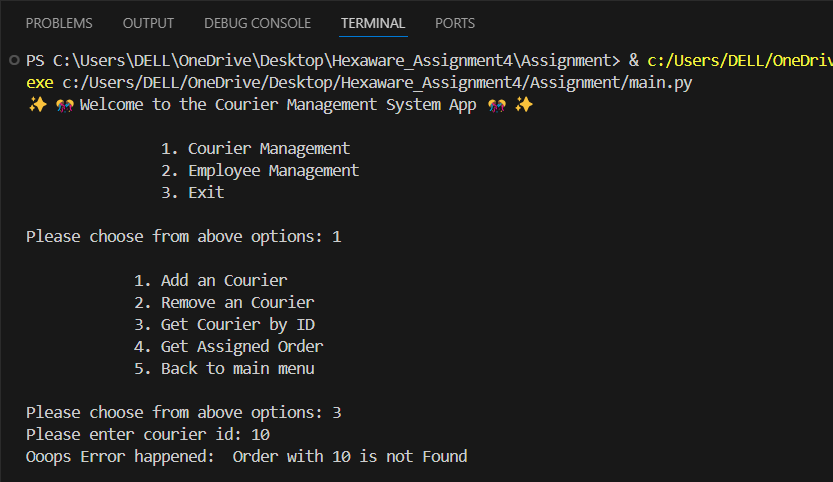 PROBLEMS OUTPUT DEBUG CONSOLE TERMINAL PORTS
PS C:\Users\DELL\OneDrive\Desktop\Hexaware_Assignment4\Assignment> & c:/Users/DELL/OneDriv
exe c:/Users/DELL/OneDrive/Desktop/Hexaware_Assignment4/Assignment/main.py
✨ 🎊 Welcome to the Courier Management System App 🎊 ✨
1. Courier Management
2. Employee Management
3. Exit
Please choose from above options: 1
1. Add an Courier
2. Remove an Courier
3. Get Courier by ID
4. Get Assigned Order
5. Back to main menu
Please choose from above options: 3
Please enter courier id: 10
Ooops Error happened:  Order with 10 is not Found